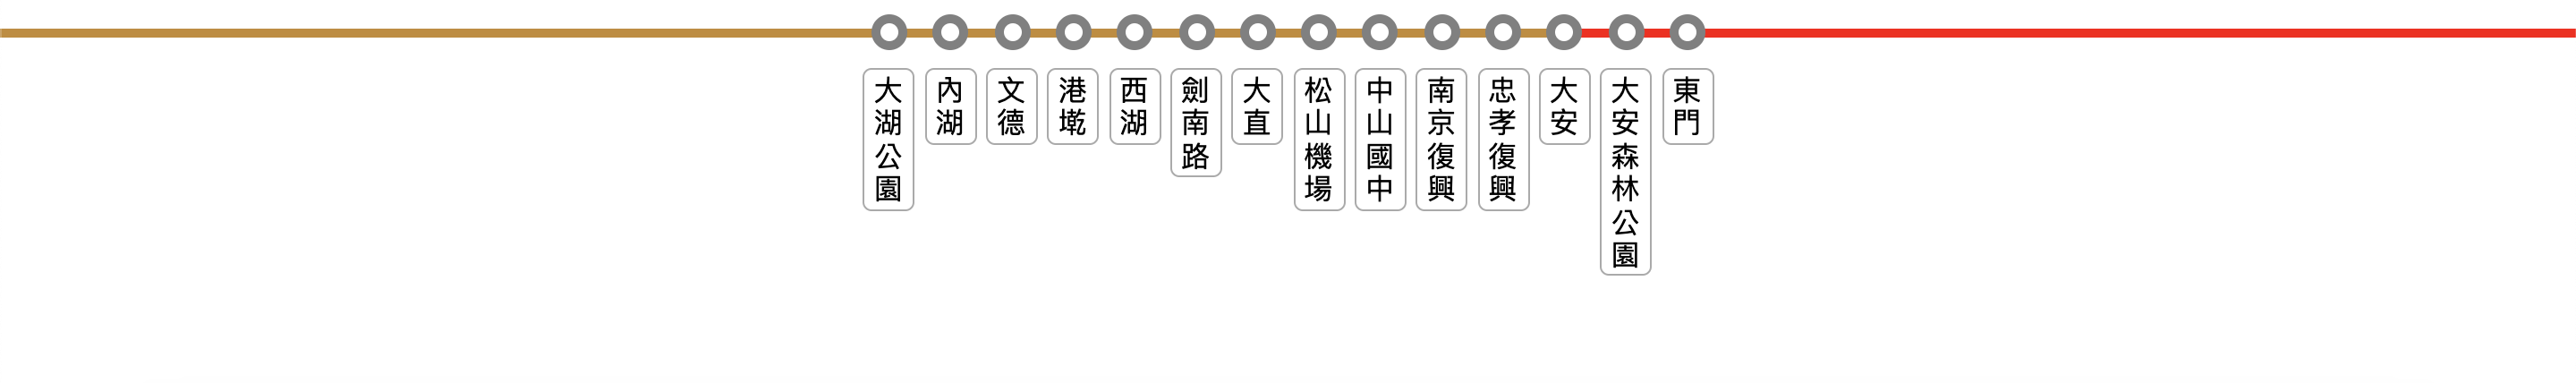 大湖公園
內湖
文德
港墘
西湖
劍南路
大直
松山機場
中山國中
南京復興
忠孝復興
大安
大安森林公園
東門